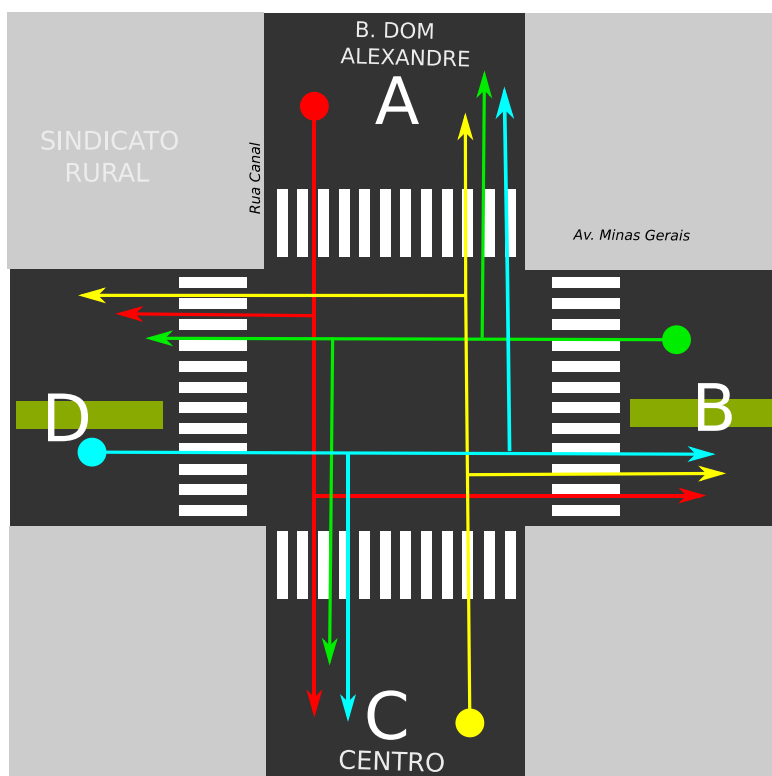 B. DOM
ALEXANDRE
A
SINDICATO
RURAL
Rua Canal
Av. Minas Gerais
D
B
C
CENTRO